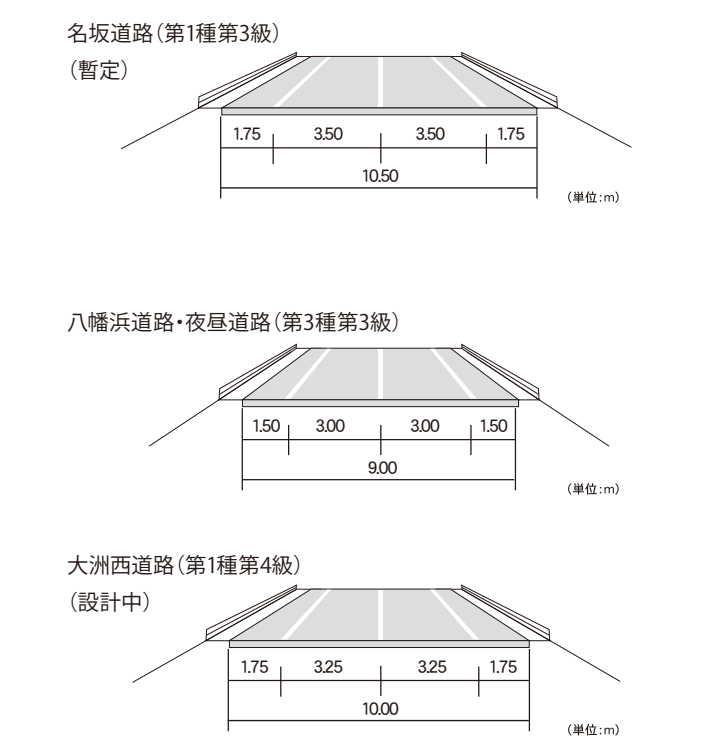 名坂道路（第1種第3級）
（暫定）
1.75 3.50 3.50 1.75
10.50
（単位:m）
八幡浜道路・夜昼道路（第3種第3級）
1.50 3.00 3.00 1.50
9.00
（単位:m）
大洲西道路（第1種第4級）
（設計中）
1.75 3.25 3.25 1.75
10.00
（単位:m）